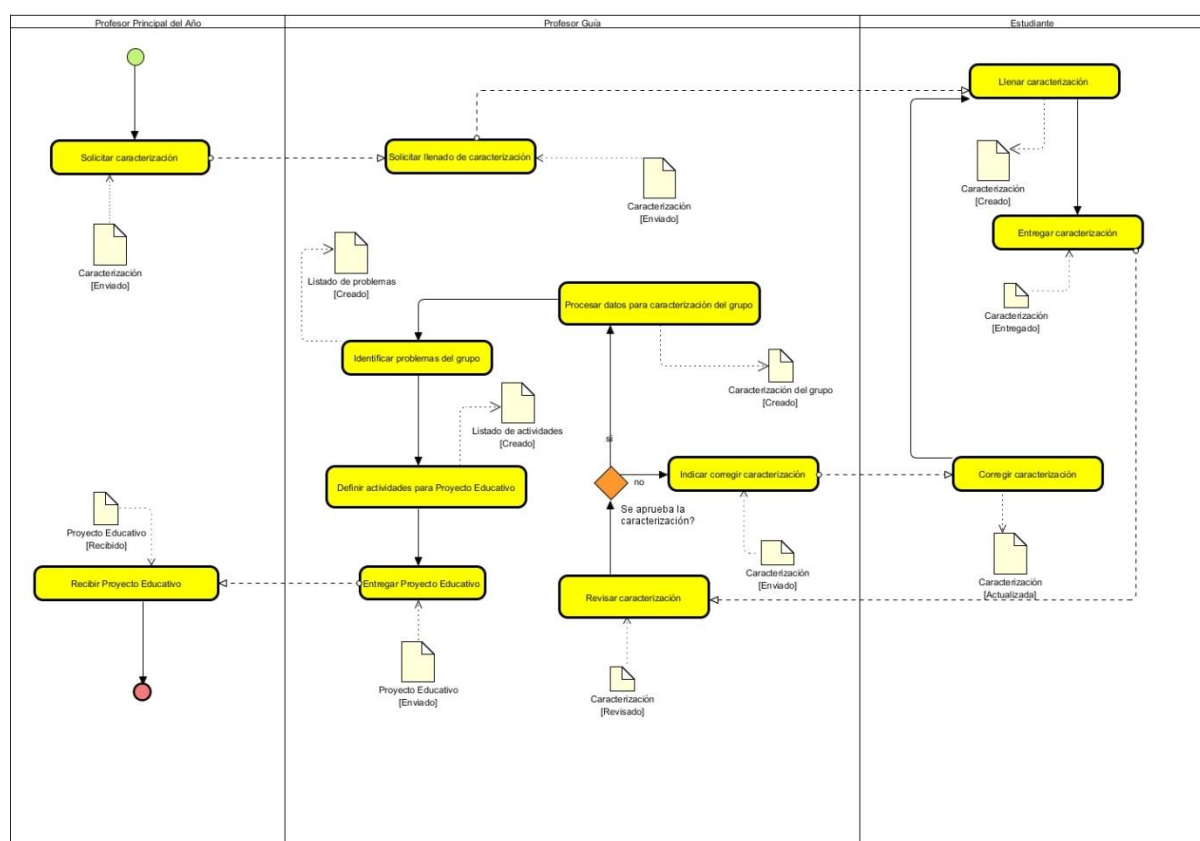 Profesor Principal del Año
Profesor Guía
Estudiante
Llenar caracterización
Solicitar caracterización
Solicitar llenado de caracterización
Caracterización
[Creado]
Caracterización
[Enviado]
Entregar caracterización
Caracterización
[Enviado]
Listado de problemas
[Creado]
Procesar datos para caracterización del grupo
Caracterización
[Entregado]
Identificar problemas del grupo
Caracterización del grupo
[Creado]
Listado de actividades
[Creado]
si
Definir actividades para Proyecto Educativo
Indicar corregir caracterización
no
Corregir caracterización
Se aprueba la
caracterización?
Proyecto Educativo
[Recibido]
Caracterización
[Enviado]
Caracterización
[Actualizada]
Recibir Proyecto Educativo
Entregar Proyecto Educativo
Revisar caracterización
Proyecto Educativo
[Enviado]
Caracterización
[Revisado]